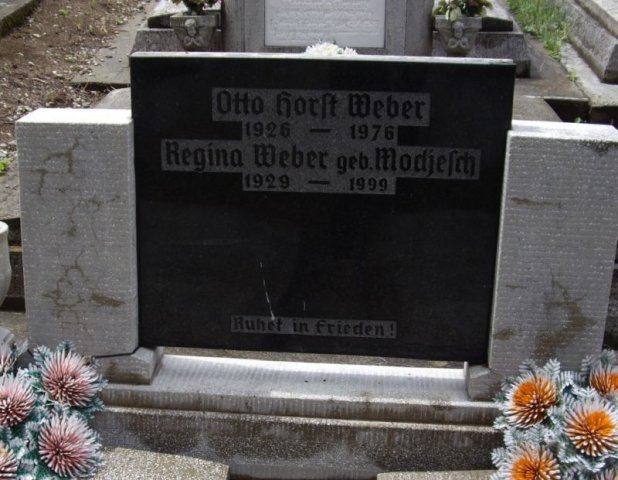 Otto Horst Weber
1926 — 1976
Regina Weber geb. Modjesch
1929 — 1999
Ruhet in Frieden!